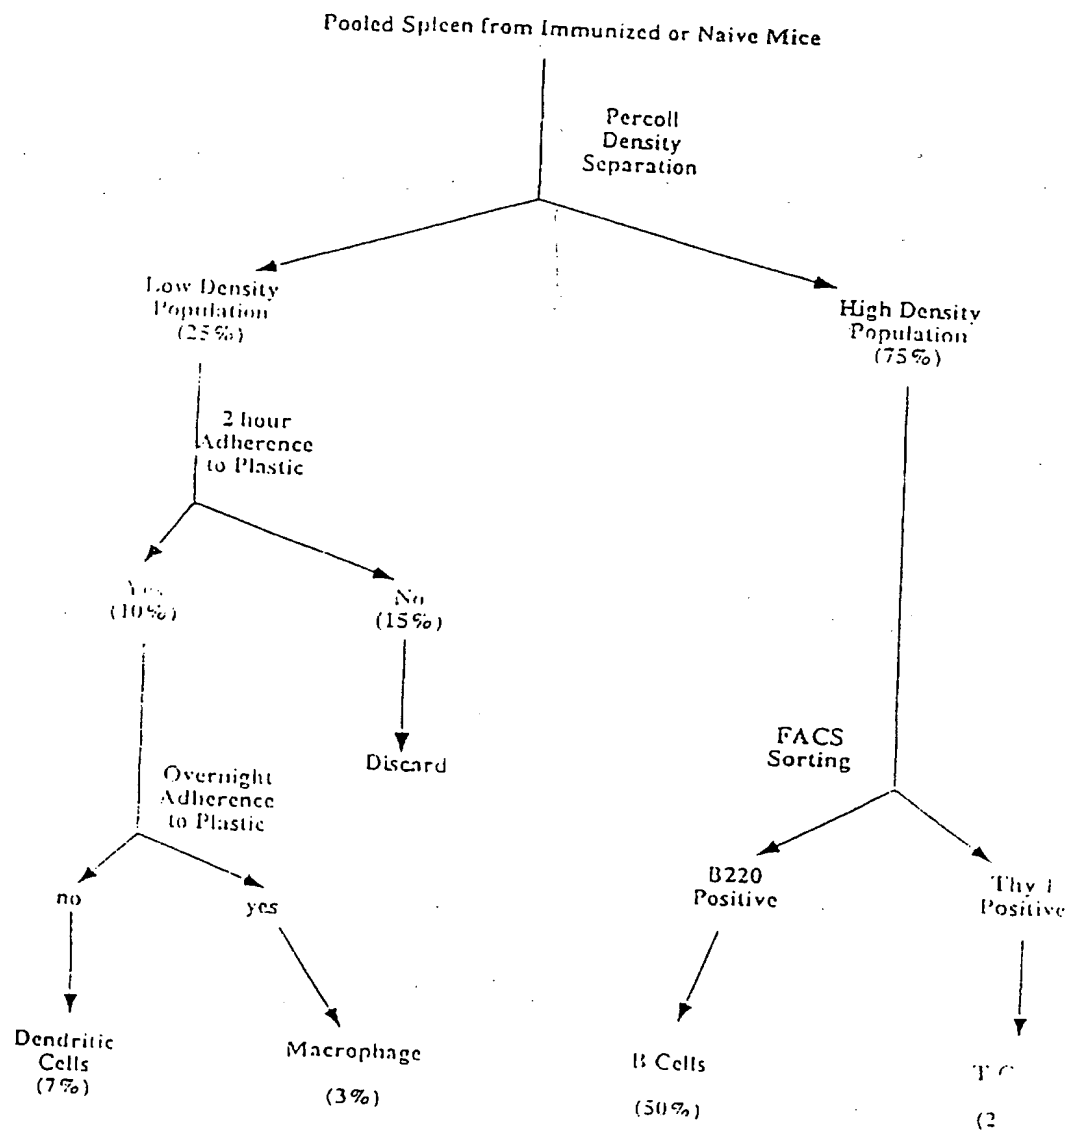 Pooled Spleen from Immunized or Naive Mice
Percoll
Density
Separation
Low Density
Population
(25%)
High Density
Population
(75%)
2 hour
Adherence
to Plastic
Yes
(10%)
No
(15%)
Discard
FACS
Sorting
Overnight
Adherence
to Plastic
no
yes
B220
Positive
Thy 1
Positive
Dendritic
Cells
(7%)
Macrophage
(3%)
B Cells
(50%)
T C
(2